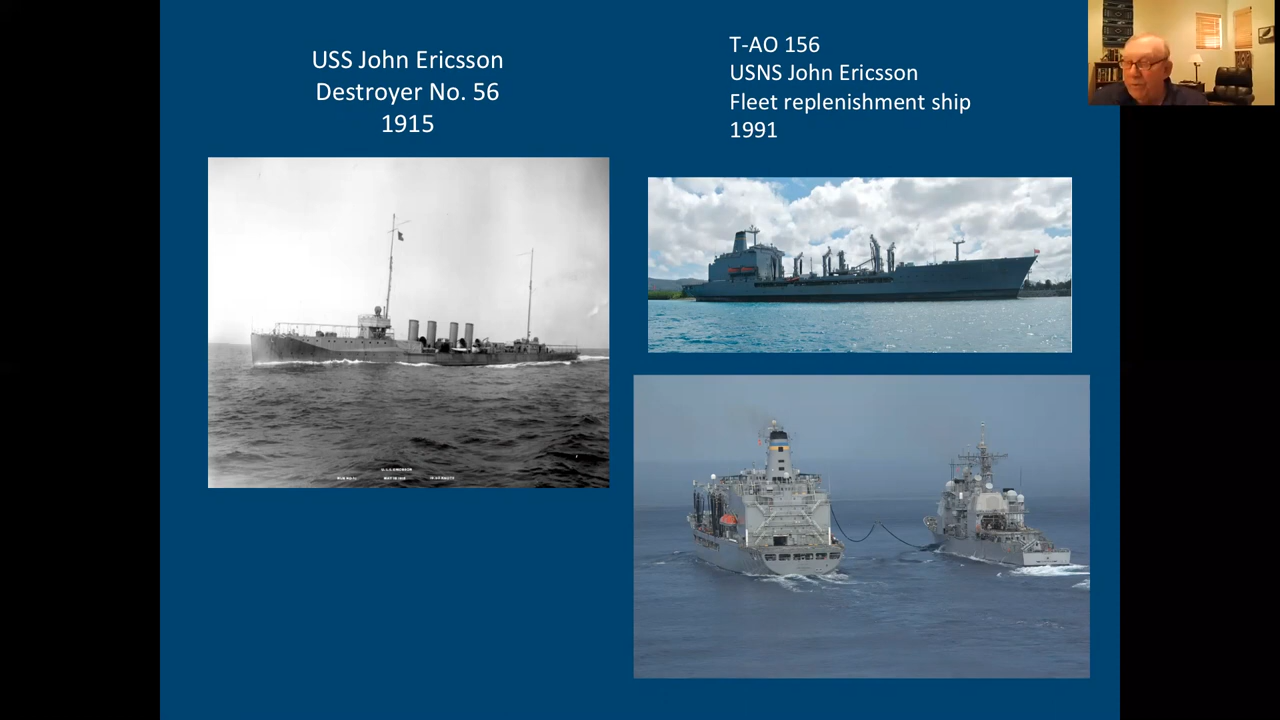 USS John Ericsson
Destroyer No. 56
1915
T-AO 156
USNS John Ericsson
Fleet replenishment ship
1991